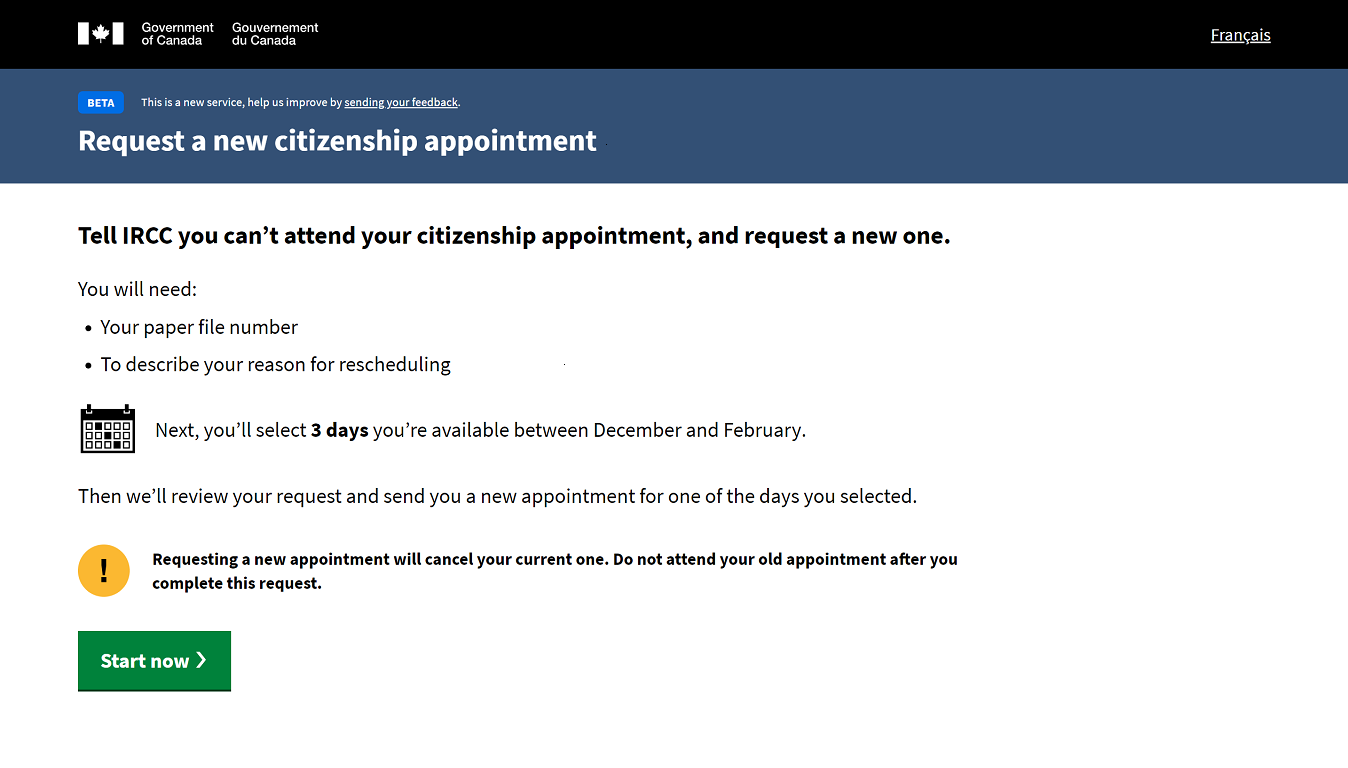 Government of Canada
Gouvernement du Canada
Français
BETA
This is a new service, help us improve by sending your feedback.
Request a new citizenship appointment
Tell IRCC you can’t attend your citizenship appointment, and request a new one.
You will need:
• Your paper file number
• To describe your reason for rescheduling
Next, you’ll select 3 days you’re available between December and February.
Then we’ll review your request and send you a new appointment for one of the days you selected.
!
Requesting a new appointment will cancel your current one. Do not attend your old appointment after you
complete this request.
Start now ❯